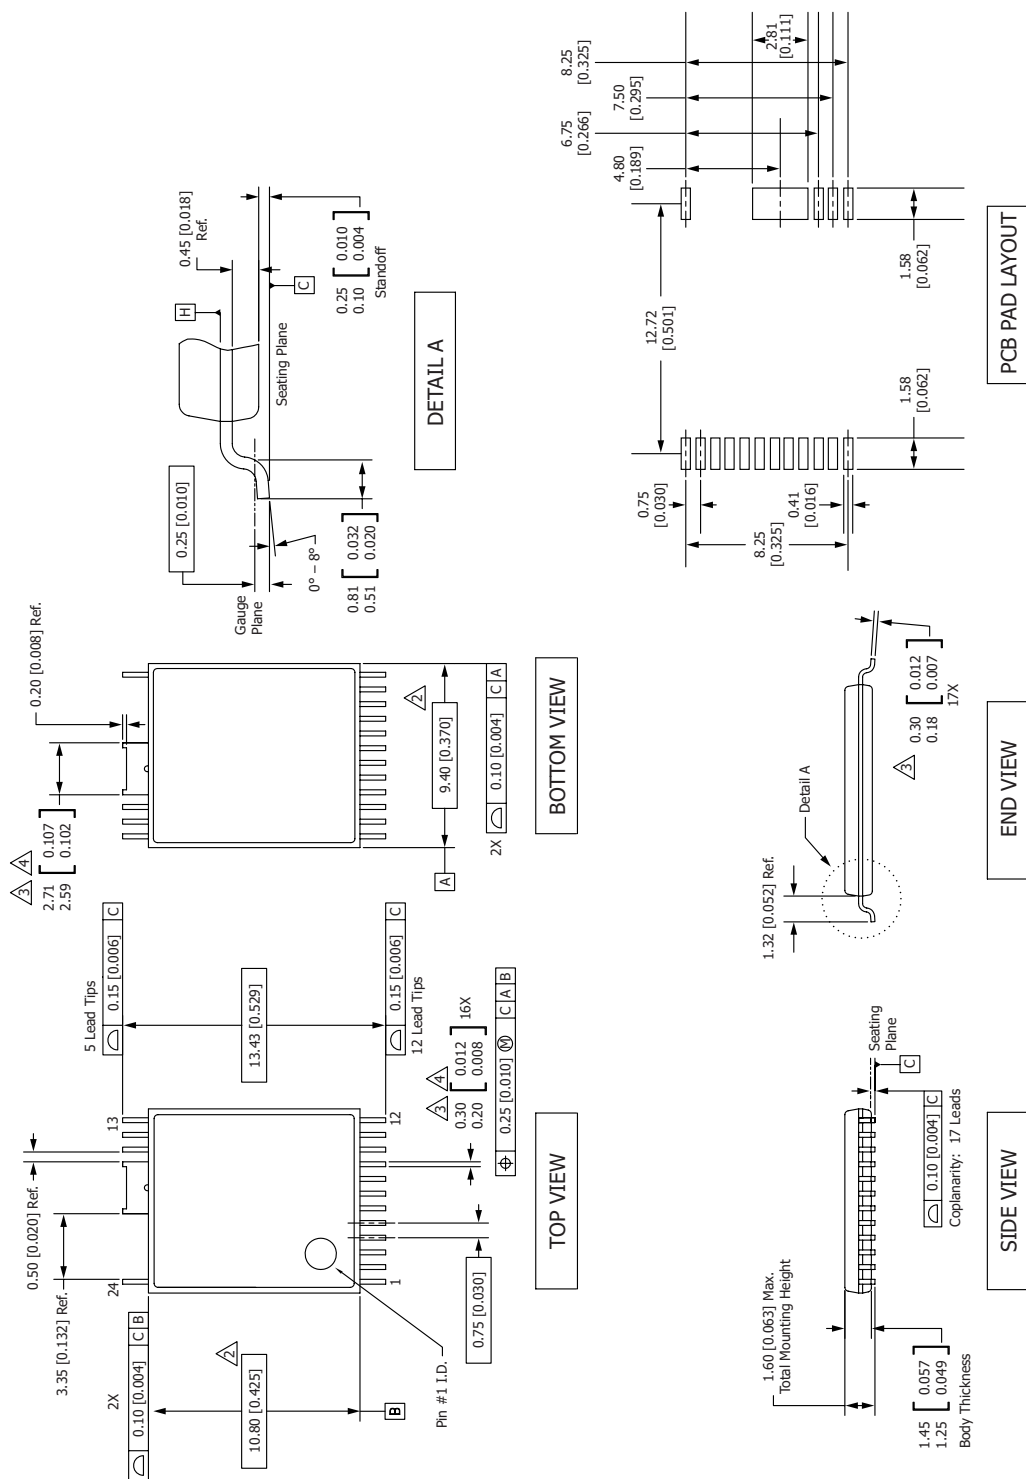 2X
⌓ 0.10 [0.004] C B
3.35 [0.132] Ref.
0.50 [0.020] Ref.
24
13
5 Lead Tips
⌓ 0.15 [0.006] C
2
10.80 [0.425]
B
Pin #1 I.D.
13.43 [0.529]
1
12
0.75 [0.030]
⌓ 0.15 [0.006] C
12 Lead Tips
3 4
0.30 [0.012]
0.20 [0.008] 16X
⌖ 0.25 [0.010] Ⓜ C A B
TOP VIEW
3 4
2.71 [0.107]
2.59 [0.102]
0.20 [0.008] Ref.
A
9.40 [0.370]
2
2X ⌓ 0.10 [0.004] C A
BOTTOM VIEW
Gauge
Plane
0.25 [0.010]
H
0.45 [0.018]
Ref.
0° – 8°
Seating Plane
C
0.81 [0.032]
0.51 [0.020]
0.25 [0.010]
0.10 [0.004]
Standoff
DETAIL A
1.60 [0.063] Max.
Total Mounting Height
1.45 [0.057]
1.25 [0.049]
Body Thickness
Seating
Plane
C
⌓ 0.10 [0.004] C
Coplanarity: 17 Leads
SIDE VIEW
1.32 [0.052] Ref.
Detail A
3
0.30 [0.012]
0.18 [0.007]
17X
END VIEW
0.75
[0.030]
8.25
[0.325]
0.41
[0.016]
12.72
[0.501]
4.80
[0.189]
6.75
[0.266]
7.50
[0.295]
8.25
[0.325]
2.81
[0.111]
1.58
[0.062]
1.58
[0.062]
PCB PAD LAYOUT